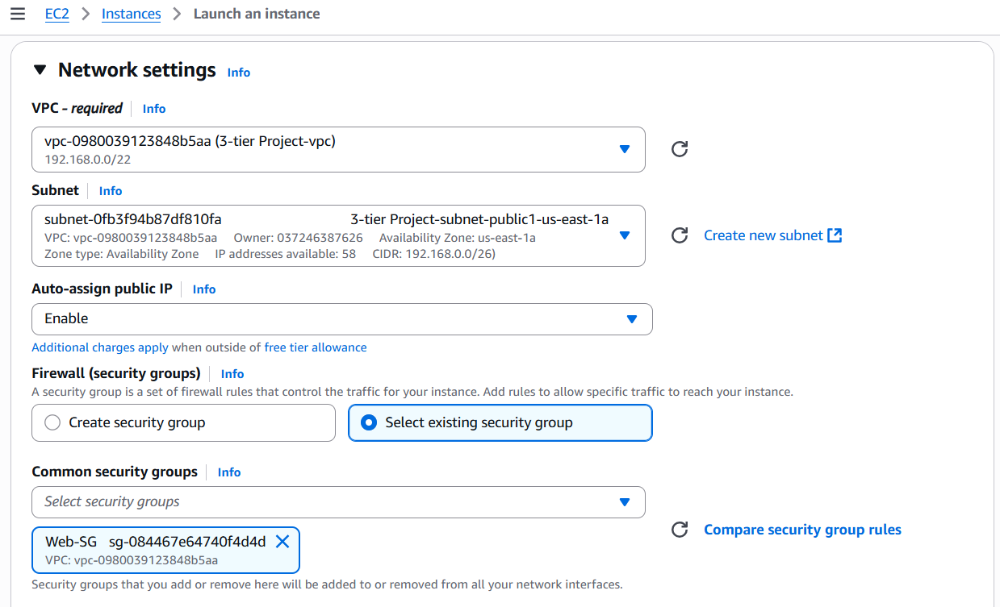 EC2 > Instances > Launch an instance
Network settings Info
VPC - required Info
vpc-0980039123848b5aa (3-tier Project-vpc)
192.168.0.0/22
Subnet Info
subnet-0fb3f94b87df810fa 3-tier Project-subnet-public1-us-east-1a
VPC: vpc-0980039123848b5aa Owner: 037246387626 Availability Zone: us-east-1a
Zone type: Availability Zone IP addresses available: 58 CIDR: 192.168.0.0/26)
Create new subnet
Auto-assign public IP Info
Enable
Additional charges apply when outside of free tier allowance
Firewall (security groups) Info
A security group is a set of firewall rules that control the traffic for your instance. Add rules to allow specific traffic to reach your instance.
Create security group
Select existing security group
Common security groups Info
Select security groups
Web-SG sg-084467e64740f4d4d
VPC: vpc-0980039123848b5aa
Compare security group rules
Security groups that you add or remove here will be added to or removed from all your network interfaces.